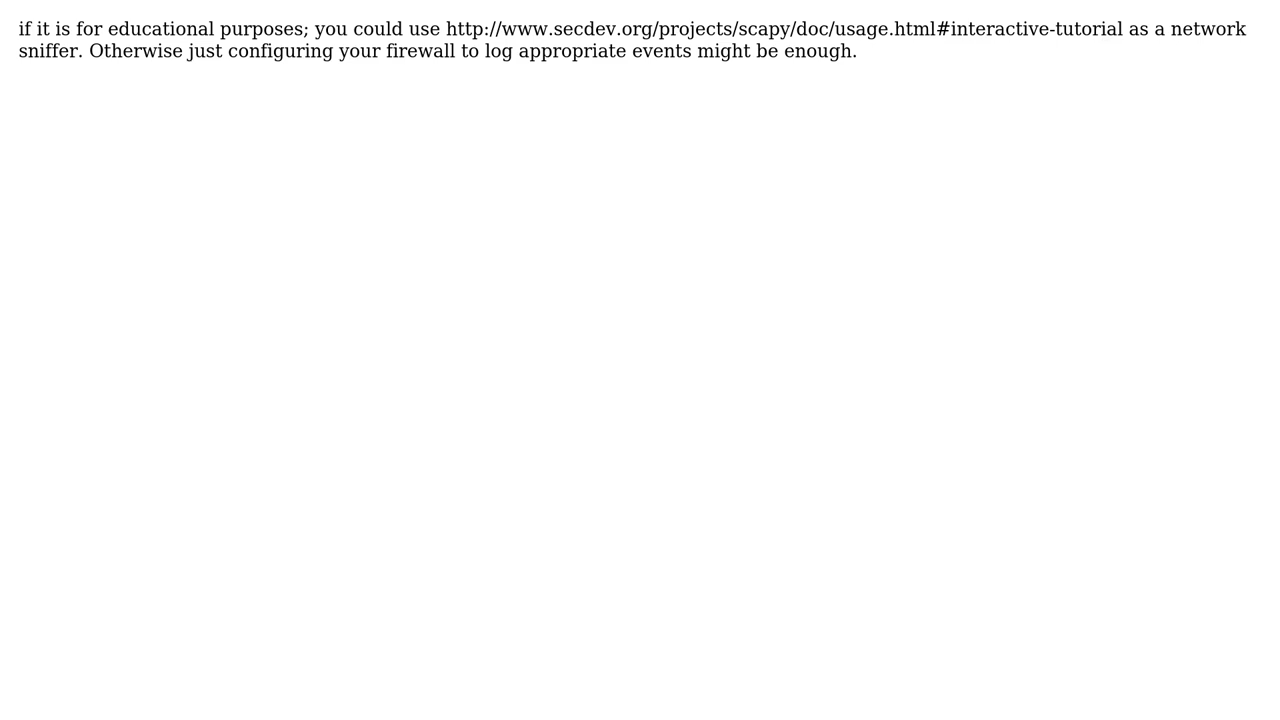 if it is for educational purposes; you could use http://www.secdev.org/projects/scapy/doc/usage.html#interactive-tutorial as a network
sniffer. Otherwise just configuring your firewall to log appropriate events might be enough.